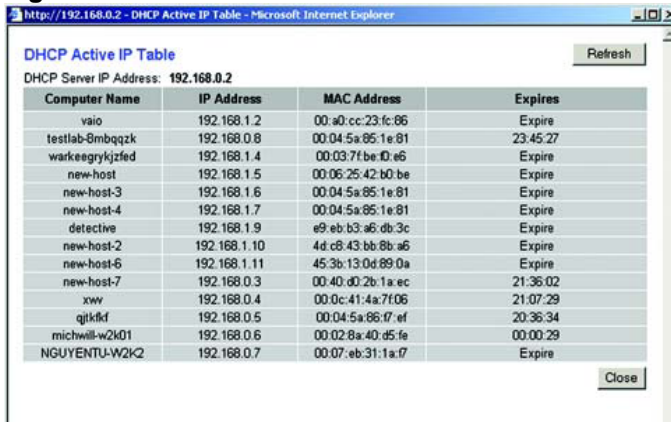 http://192.168.0.2 - DHCP Active IP Table - Microsoft Internet Explorer
DHCP Active IP Table
Refresh
DHCP Server IP Address: 192.168.0.2
Computer Name IP Address MAC Address Expires
vaio 192.168.1.2 00:a0:cc:23:fc:86 Expire
testlab-8mbqqzk 192.168.0.8 00:04:5a:85:1e:81 23:45:27
warkeegrykjzfed 192.168.1.4 00:03:7f:be:f0:e6 Expire
new-host 192.168.1.5 00:06:25:42:b0:be Expire
new-host-3 192.168.1.6 00:04:5a:85:1e:81 Expire
new-host-4 192.168.1.7 00:04:5a:85:1e:81 Expire
detective 192.168.1.9 e9:eb:b3:a6:db:3c Expire
new-host-2 192.168.1.10 4d:c8:43:bb:8b:a6 Expire
new-host-6 192.168.1.11 45:3b:13:0d:89:0a Expire
new-host-7 192.168.0.3 00:40:d0:2b:1a:ec 21:36:02
xwv 192.168.0.4 00:0c:41:4a:7f:06 21:07:29
qjtkfkf 192.168.0.5 00:04:5a:86:f7:ef 20:36:34
michwill-w2k01 192.168.0.6 00:02:8a:40:d5:fe 00:00:29
NGUYENTU-W2K2 192.168.0.7 00:07:eb:31:1a:f7 Expire
Close